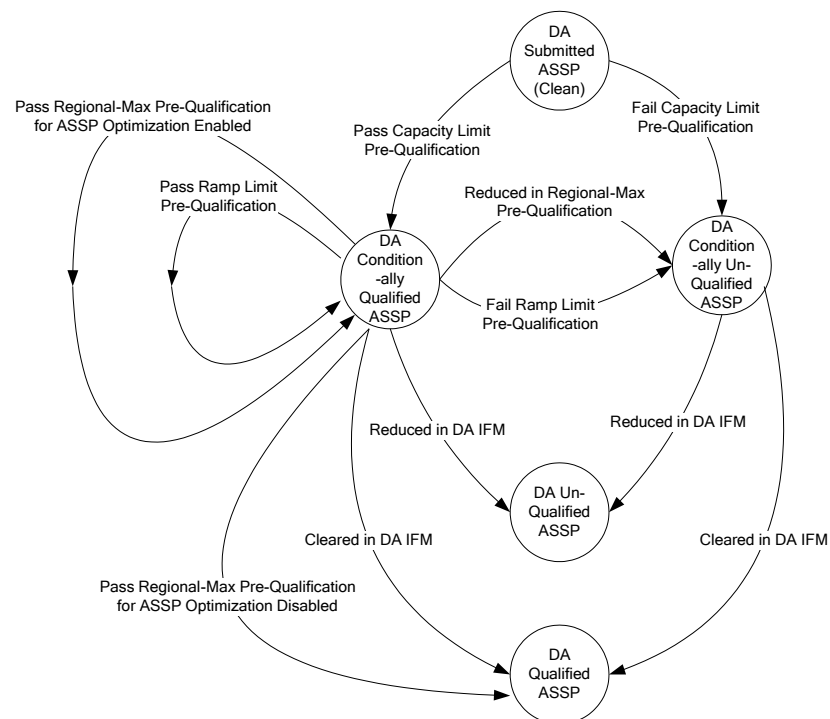 DA
Submitted
ASSP
(Clean)
Pass Regional-Max Pre-Qualification
for ASSP Optimization Enabled
Fail Capacity Limit
Pre-Qualification
Pass Capacity Limit
Pre-Qualification
Pass Ramp Limit
Pre-Qualification
Reduced in Regional-Max
Pre-Qualification
DA
Condition
-ally
Qualified
ASSP
DA
Condition
-ally Un-
Qualified
ASSP
Fail Ramp Limit
Pre-Qualification
Reduced in DA IFM
Reduced in DA IFM
DA Un-
Qualified
ASSP
Cleared in DA IFM
Cleared in DA IFM
Pass Regional-Max Pre-Qualification
for ASSP Optimization Disabled
DA
Qualified
ASSP